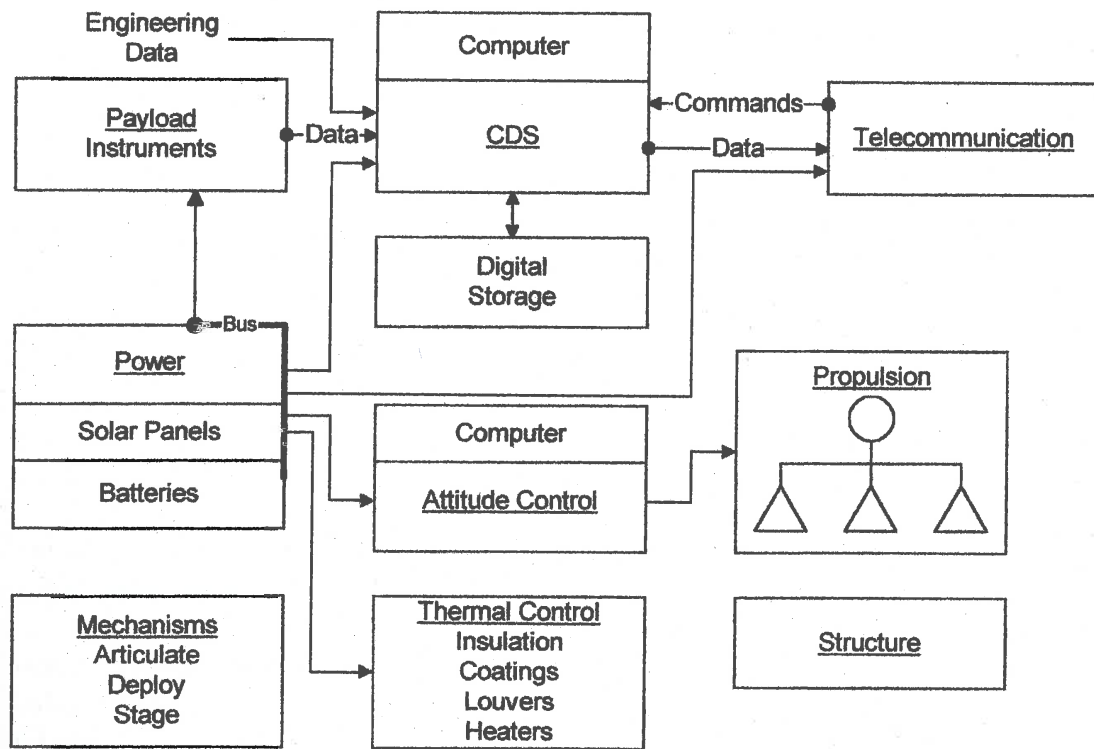 Engineering
Data
Computer
CDS
Payload
Instruments
Data
Commands
Data
Telecommunication
Digital
Storage
Bus
Power
Solar Panels
Batteries
Computer
Attitude Control
Propulsion
Mechanisms
Articulate
Deploy
Stage
Thermal Control
Insulation
Coatings
Louvers
Heaters
Structure